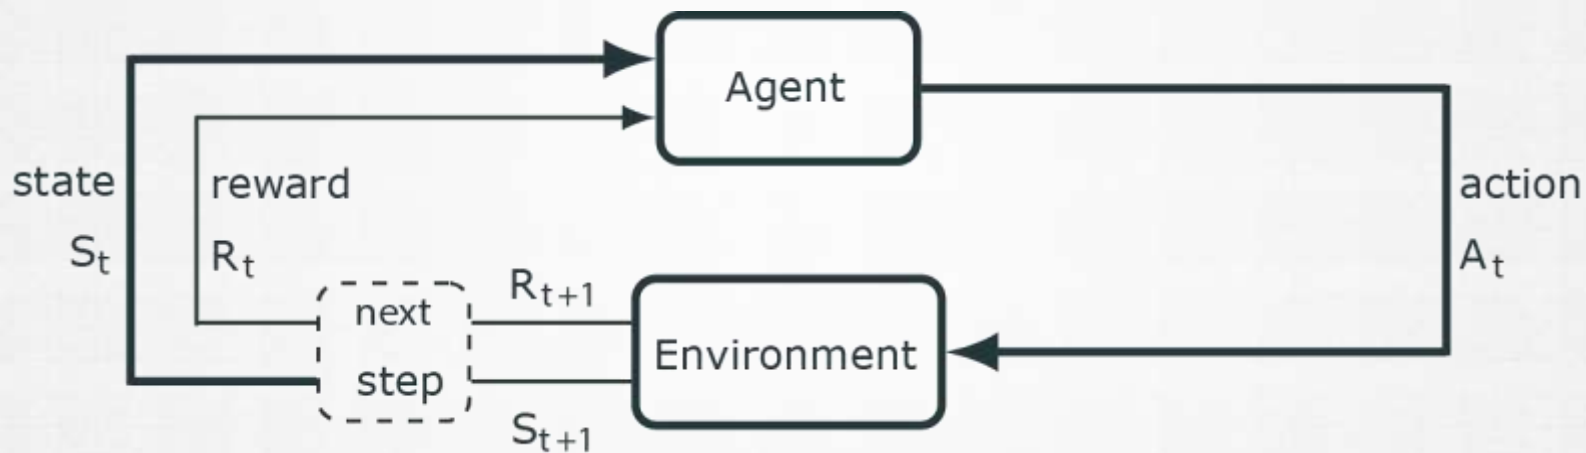 Agent
state
reward
action
S_t
R_t
A_t
R_{t+1}
next
Environment
step
S_{t+1}